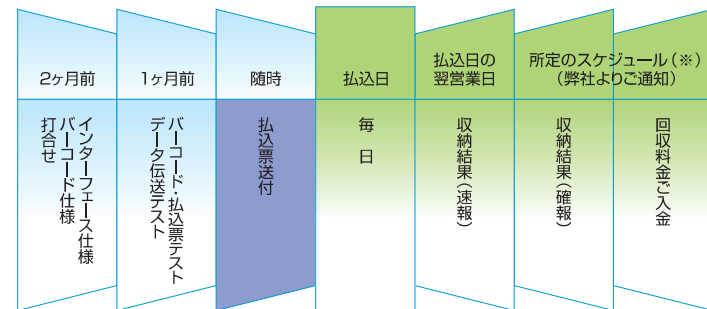 2ヶ月前
1ヶ月前
随時
払込日
払込日の
翌営業日
所定のスケジュール（※）
（弊社よりご通知）
インターフェース仕様
バーコード仕様
打合せ
バーコード・払込票テスト
データ伝送テスト
払込票送付
毎　日
収納結果（速報）
収納結果（確報）
回収料金ご入金